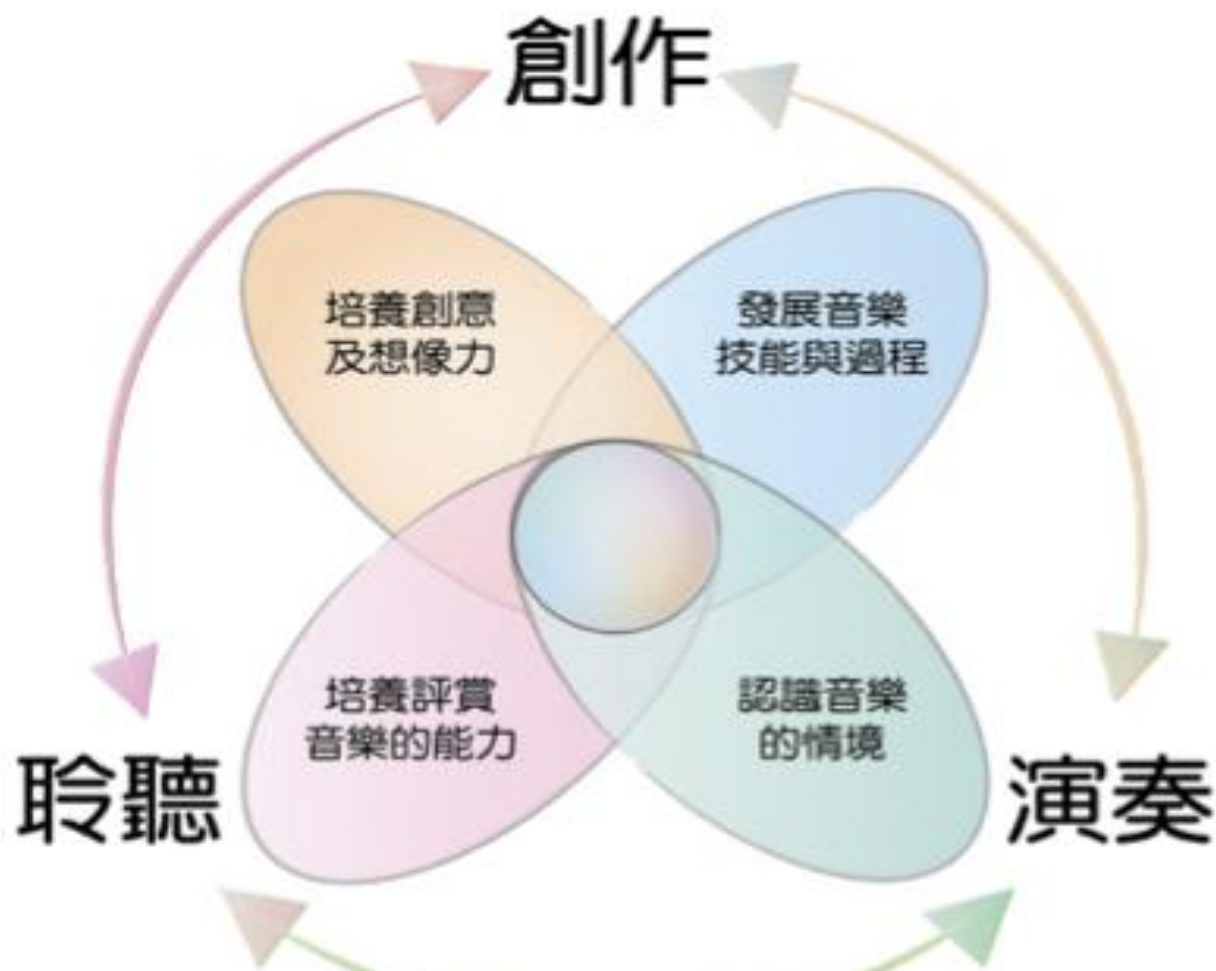 創作
培養創意
及想像力
發展音樂
技能與過程
培養評賞
音樂的能力
認識音樂
的情境
聆聽
演奏